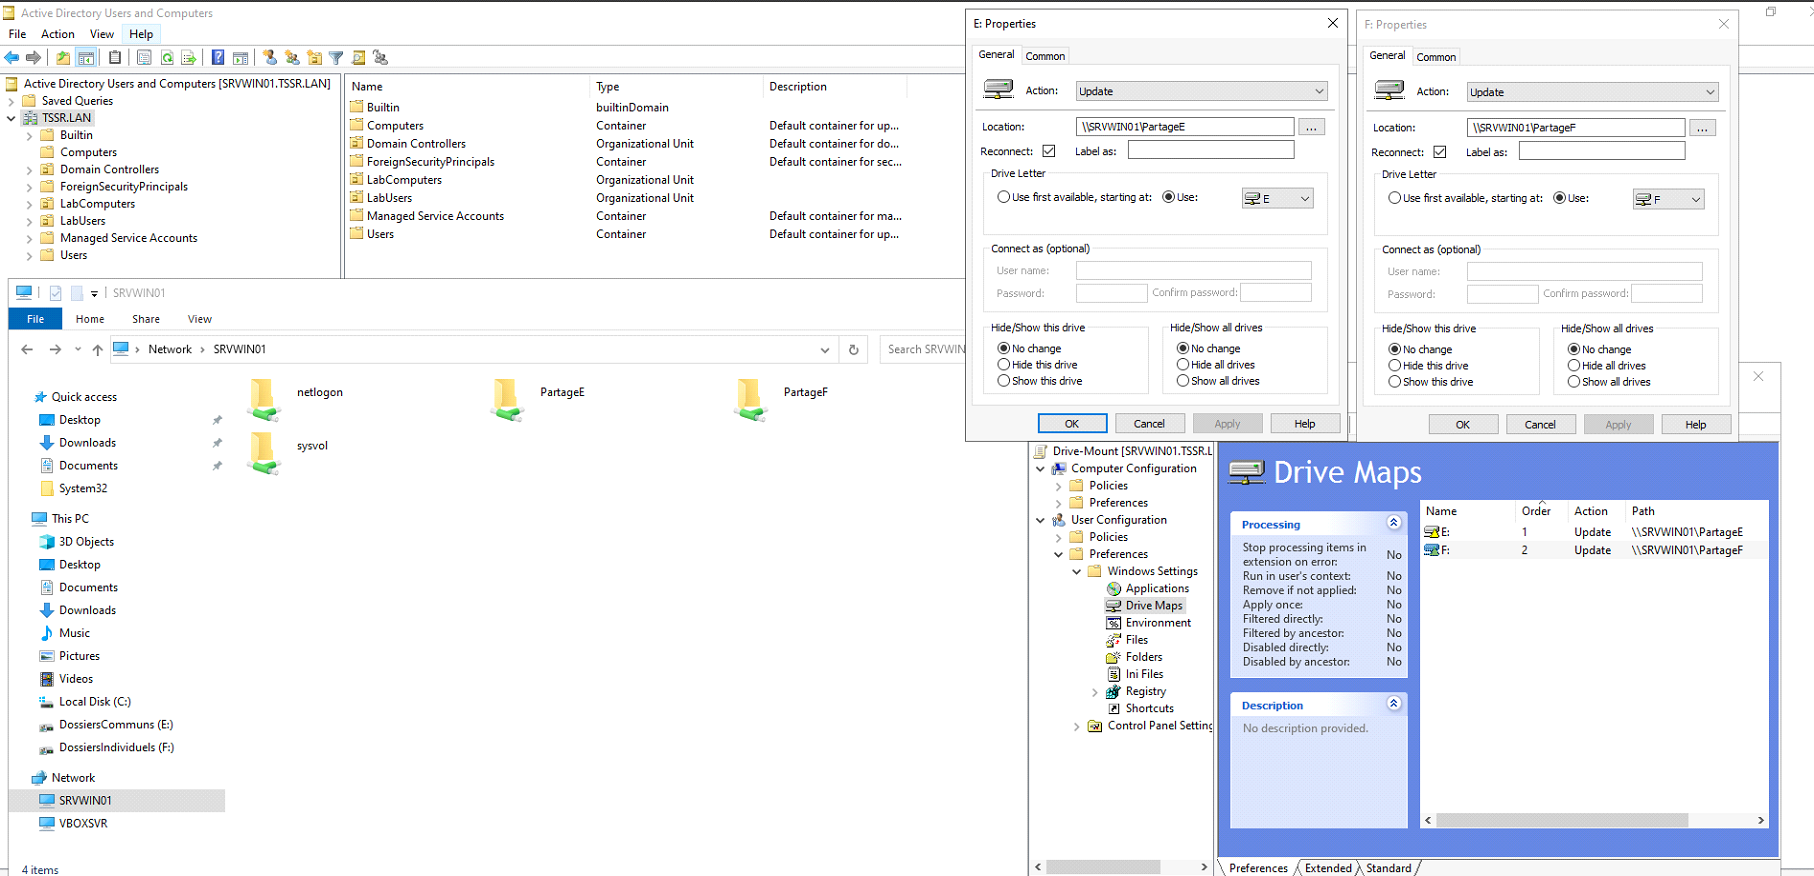 Active Directory Users and Computers
File Action View Help
Active Directory Users and Computers [SRVWIN01.TSSR.LAN]
Saved Queries
TSSR.LAN
Builtin
Computers
Domain Controllers
ForeignSecurityPrincipals
LabComputers
LabUsers
Managed Service Accounts
Users
Name Type Description
Builtin builtinDomain
Computers Container Default container for up...
Domain Controllers Organizational Unit Default container for do...
ForeignSecurityPrincipals Container Default container for sec...
LabComputers Organizational Unit
LabUsers Organizational Unit
Managed Service Accounts Container Default container for ma...
Users Container Default container for up...
E: Properties
General Common
Action: Update
Location: \\SRVWIN01\PartageE ...
Reconnect: Label as:
Drive Letter
Use first available, starting at: Use: E
Connect as (optional)
User name:
Password: Confirm password:
Hide/Show this drive Hide/Show all drives
No change No change
Hide this drive Hide all drives
Show this drive Show all drives
OK Cancel Apply Help
F: Properties
General Common
Action: Update
Location: \\SRVWIN01\PartageF ...
Reconnect: Label as:
Drive Letter
Use first available, starting at: Use: F
Connect as (optional)
User name:
Password: Confirm password:
Hide/Show this drive Hide/Show all drives
No change No change
Hide this drive Hide all drives
Show this drive Show all drives
OK Cancel Apply Help
SRVWIN01
File Home Share View
Network SRVWIN01 Search SRVWIN
Quick access
Desktop
Downloads
Documents
System32
This PC
3D Objects
Desktop
Documents
Downloads
Music
Pictures
Videos
Local Disk (C:)
DossiersCommuns (E:)
DossiersIndividuels (F:)
Network
SRVWIN01
VBOXSVR
netlogon PartageE PartageF
sysvol
4 items
Drive-Mount [SRVWIN01.TSSR.L
Computer Configuration
Policies
Preferences
User Configuration
Policies
Preferences
Windows Settings
Applications
Drive Maps
Environment
Files
Folders
Ini Files
Registry
Shortcuts
Control Panel Setting
Drive Maps
Processing
Stop processing items in extension on error: No
Run in user's context: No
Remove if not applied: No
Apply once: No
Filtered directly: No
Filtered by ancestor: No
Disabled directly: No
Disabled by ancestor: No
Description
No description provided.
Name Order Action Path
E: 1 Update \\SRVWIN01\PartageE
F: 2 Update \\SRVWIN01\PartageF
Preferences Extended Standard